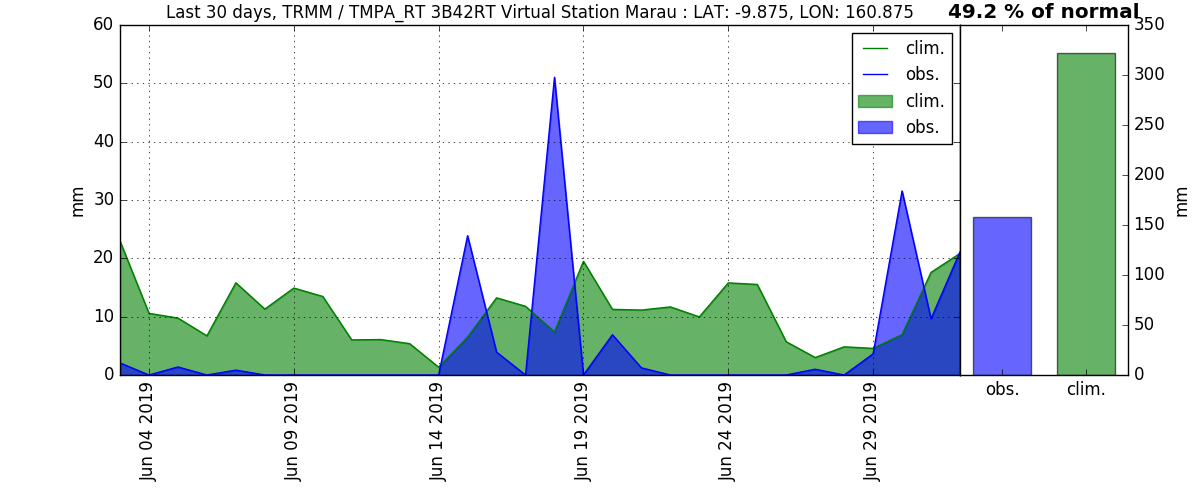 Last 30 days, TRMM / TMPA_RT 3B42RT Virtual Station Marau : LAT: -9.875, LON: 160.875
49.2 % of normal
60
50
40
30
20
10
0
mm
clim.
obs.
clim.
obs.
Jun 04 2019
Jun 09 2019
Jun 14 2019
Jun 19 2019
Jun 24 2019
Jun 29 2019
350
300
250
200
150
100
50
0
mm
obs.
clim.